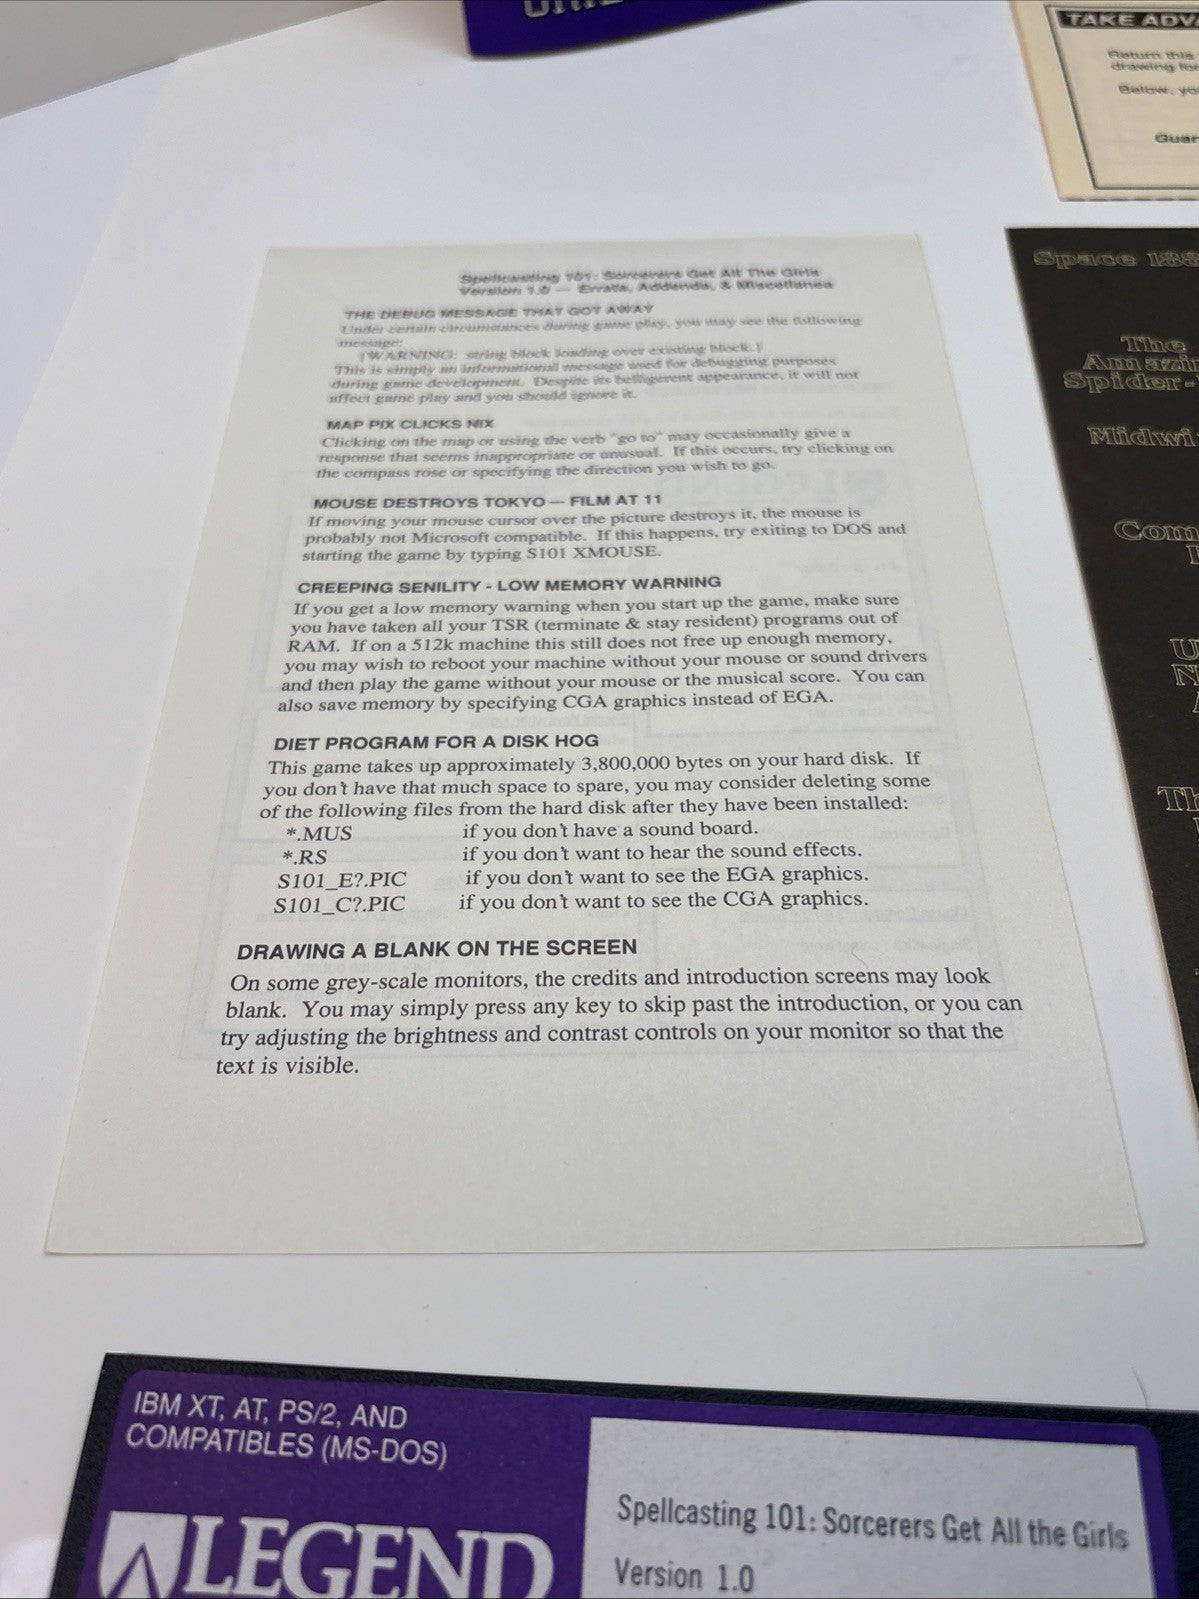 TAKE ADV
Return this
drawing for
Below, yo
Guar
Spellcasting 101: Sorcerers Get All The Girls
Version 1.0 — Errata, Addenda, & Miscellanea
THE DEBUG MESSAGE THAT GOT AWAY
Under certain circumstances during game play, you may see the following
message:
[WARNING: string block loading over existing block.]
This is simply an informational message used for debugging purposes
during game development. Despite its belligerent appearance, it will not
affect game play and you should ignore it.
MAP PIX CLICKS NIX
Clicking on the map or using the verb "go to" may occasionally give a
response that seems inappropriate or unusual. If this occurs, try clicking on
the compass rose or specifying the direction you wish to go.
MOUSE DESTROYS TOKYO — FILM AT 11
If moving your mouse cursor over the picture destroys it, the mouse is
probably not Microsoft compatible. If this happens, try exiting to DOS and
starting the game by typing S101 XMOUSE.
CREEPING SENILITY - LOW MEMORY WARNING
If you get a low memory warning when you start up the game, make sure
you have taken all your TSR (terminate & stay resident) programs out of
RAM. If on a 512k machine this still does not free up enough memory,
you may wish to reboot your machine without your mouse or sound drivers
and then play the game without your mouse or the musical score. You can
also save memory by specifying CGA graphics instead of EGA.
DIET PROGRAM FOR A DISK HOG
This game takes up approximately 3,800,000 bytes on your hard disk. If
you don't have that much space to spare, you may consider deleting some
of the following files from the hard disk after they have been installed:
*.MUS if you don't have a sound board.
*.RS if you don't want to hear the sound effects.
S101_E?.PIC if you don't want to see the EGA graphics.
S101_C?.PIC if you don't want to see the CGA graphics.
DRAWING A BLANK ON THE SCREEN
On some grey-scale monitors, the credits and introduction screens may look
blank. You may simply press any key to skip past the introduction, or you can
try adjusting the brightness and contrast controls on your monitor so that the
text is visible.
Space 188
The
Amazin
Spider-
Midwi
Com
U
N
Th
IBM XT, AT, PS/2, AND
COMPATIBLES (MS-DOS)
LEGEND
Spellcasting 101: Sorcerers Get All the Girls
Version 1.0